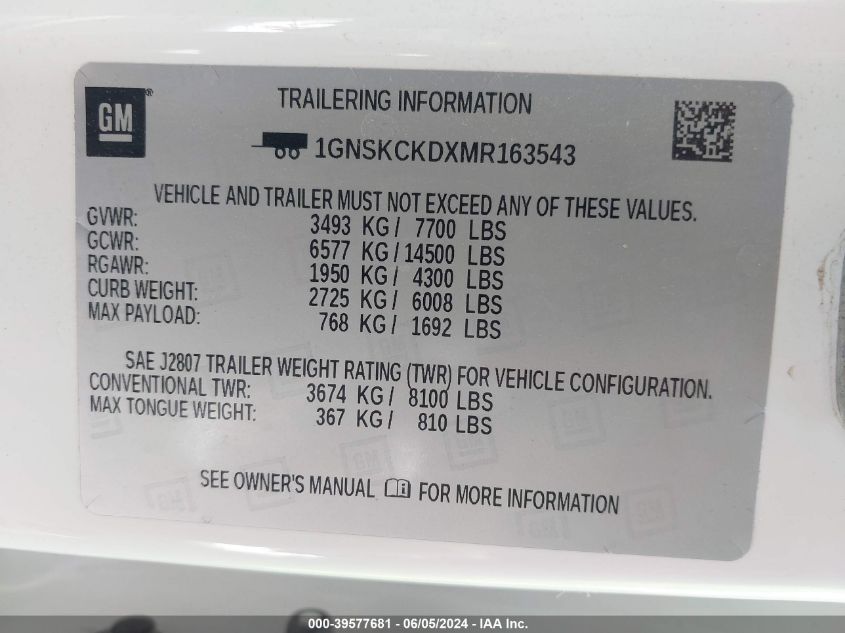 GM®
TRAILERING INFORMATION
1GNSKCKDXMR163543
VEHICLE AND TRAILER MUST NOT EXCEED ANY OF THESE VALUES.
GVWR: 3493 KG/ 7700 LBS
GCWR: 6577 KG/14500 LBS
RGAWR: 1950 KG/ 4300 LBS
CURB WEIGHT: 2725 KG/ 6008 LBS
MAX PAYLOAD: 768 KG/ 1692 LBS
SAE J2807 TRAILER WEIGHT RATING (TWR) FOR VEHICLE CONFIGURATION.
CONVENTIONAL TWR: 3674 KG/ 8100 LBS
MAX TONGUE WEIGHT: 367 KG/ 810 LBS
SEE OWNER'S MANUAL FOR MORE INFORMATION
000-39577681 - 06/05/2024 - IAA Inc.